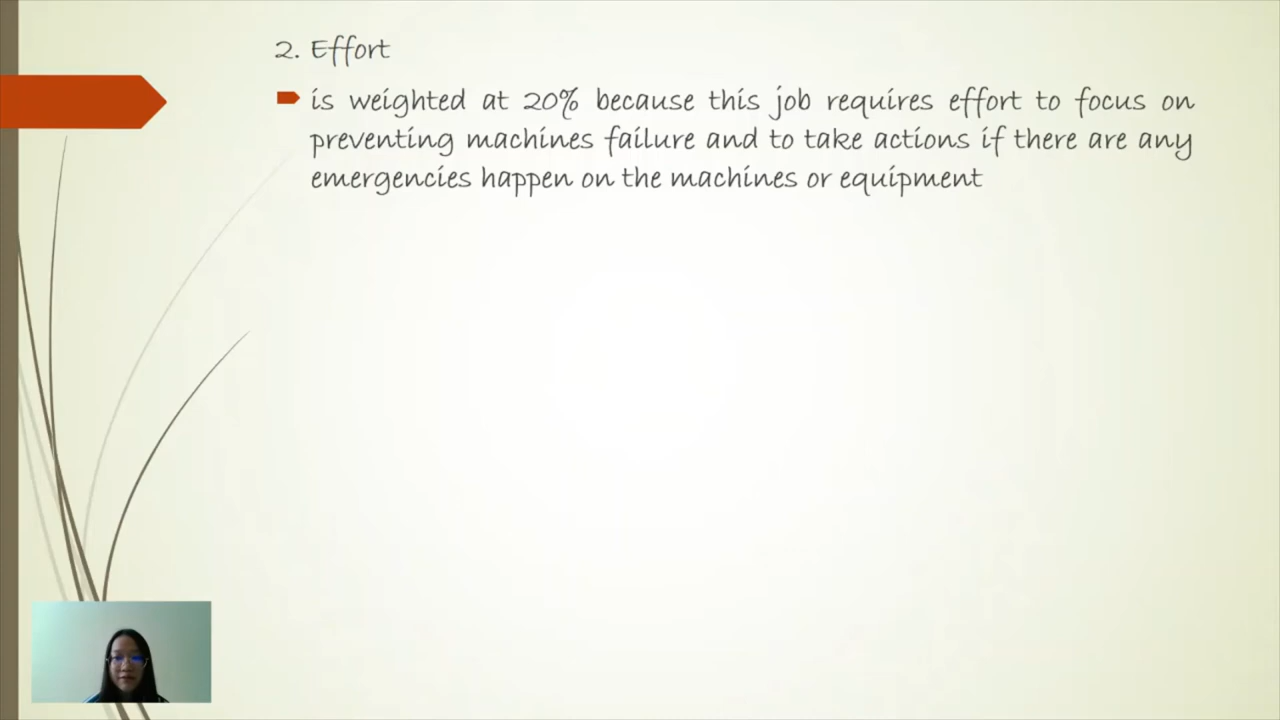 2. Effort
is weighted at 20% because this job requires effort to focus on
preventing machines failure and to take actions if there are any
emergencies happen on the machines or equipment